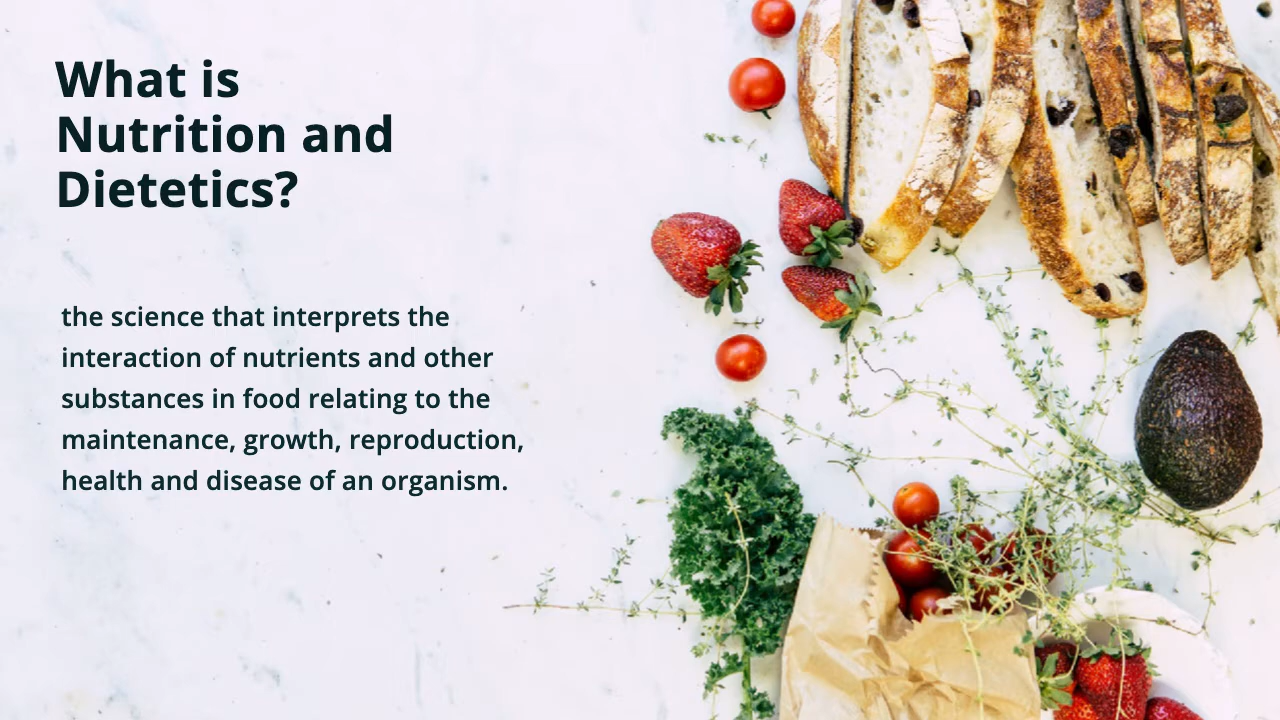 What is
Nutrition and
Dietetics?
the science that interprets the
interaction of nutrients and other
substances in food relating to the
maintenance, growth, reproduction,
health and disease of an organism.